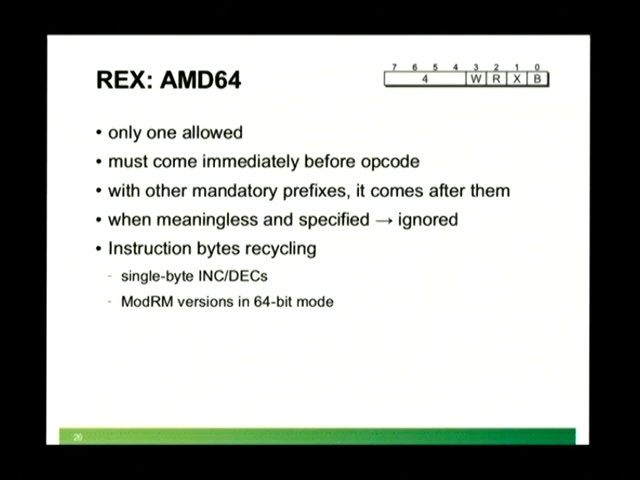 REX: AMD64
7 6 5 4 3 2 1 0
4 W R X B
• only one allowed
• must come immediately before opcode
• with other mandatory prefixes, it comes after them
• when meaningless and specified → ignored
• Instruction bytes recycling
- single-byte INC/DECs
- ModRM versions in 64-bit mode
26